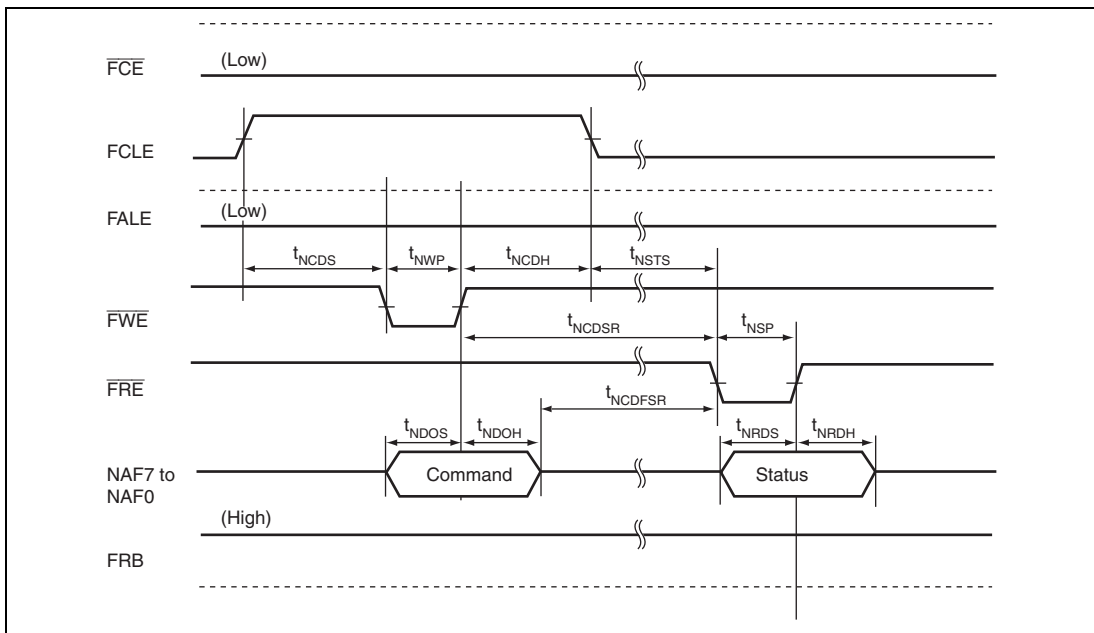 FCE (Low)
FCLE
FALE (Low)
tNCDS tNWP tNCDH tNSTS
FWE
tNCDSR tNSP
FRE
tNCDFSR
tNDOS tNDOH tNRDS tNRDH
NAF7 to
NAF0
Command Status
(High)
FRB